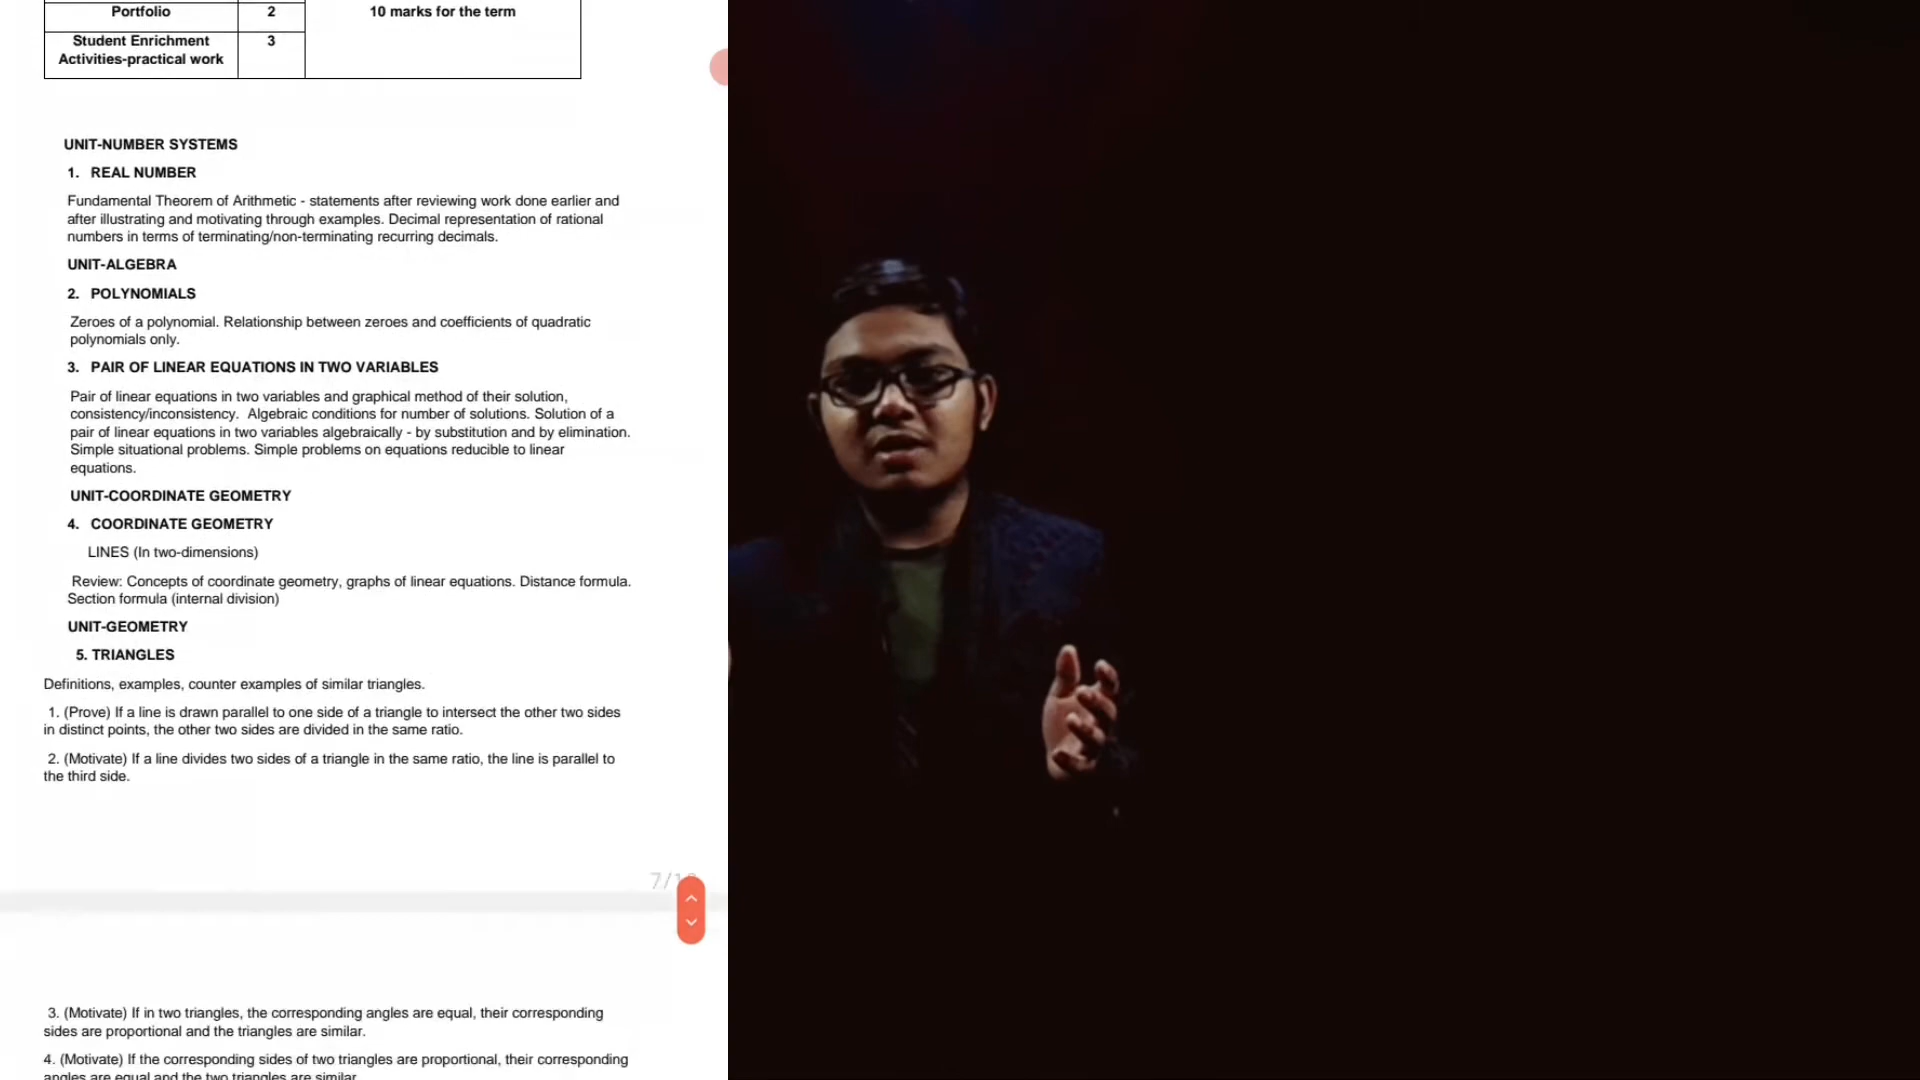 Portfolio 2 10 marks for the term
Student Enrichment 3
Activities-practical work
UNIT-NUMBER SYSTEMS
1. REAL NUMBER
Fundamental Theorem of Arithmetic - statements after reviewing work done earlier and
after illustrating and motivating through examples. Decimal representation of rational
numbers in terms of terminating/non-terminating recurring decimals.
UNIT-ALGEBRA
2. POLYNOMIALS
Zeroes of a polynomial. Relationship between zeroes and coefficients of quadratic
polynomials only.
3. PAIR OF LINEAR EQUATIONS IN TWO VARIABLES
Pair of linear equations in two variables and graphical method of their solution,
consistency/inconsistency. Algebraic conditions for number of solutions. Solution of a
pair of linear equations in two variables algebraically - by substitution and by elimination.
Simple situational problems. Simple problems on equations reducible to linear
equations.
UNIT-COORDINATE GEOMETRY
4. COORDINATE GEOMETRY
LINES (In two-dimensions)
Review: Concepts of coordinate geometry, graphs of linear equations. Distance formula.
Section formula (internal division)
UNIT-GEOMETRY
5. TRIANGLES
Definitions, examples, counter examples of similar triangles.
1. (Prove) If a line is drawn parallel to one side of a triangle to intersect the other two sides
in distinct points, the other two sides are divided in the same ratio.
2. (Motivate) If a line divides two sides of a triangle in the same ratio, the line is parallel to
the third side.
3. (Motivate) If in two triangles, the corresponding angles are equal, their corresponding
sides are proportional and the triangles are similar.
4. (Motivate) If the corresponding sides of two triangles are proportional, their corresponding
angles are equal and the two triangles are similar.